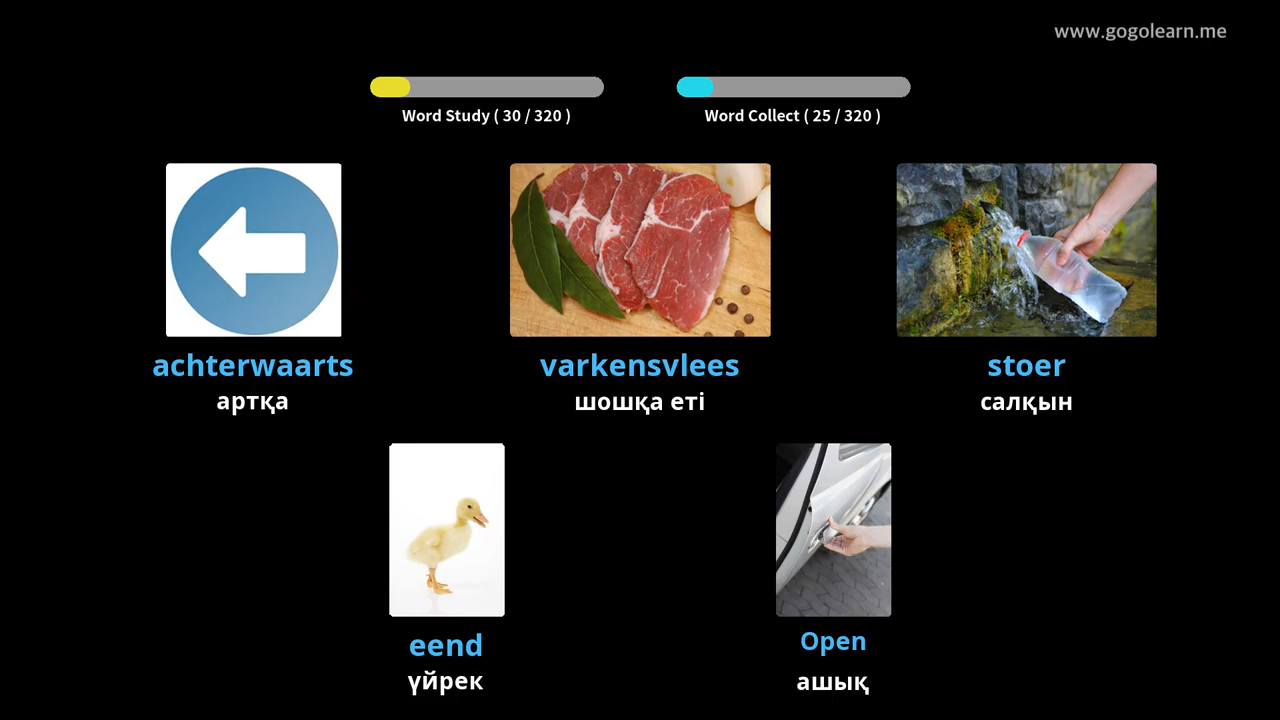 www.gogolearn.me
Word Study ( 30 / 320 )
Word Collect ( 25 / 320 )
achterwaarts
артқа
varkensvlees
шошқа еті
stoer
салқын
eend
үйрек
Open
ашық